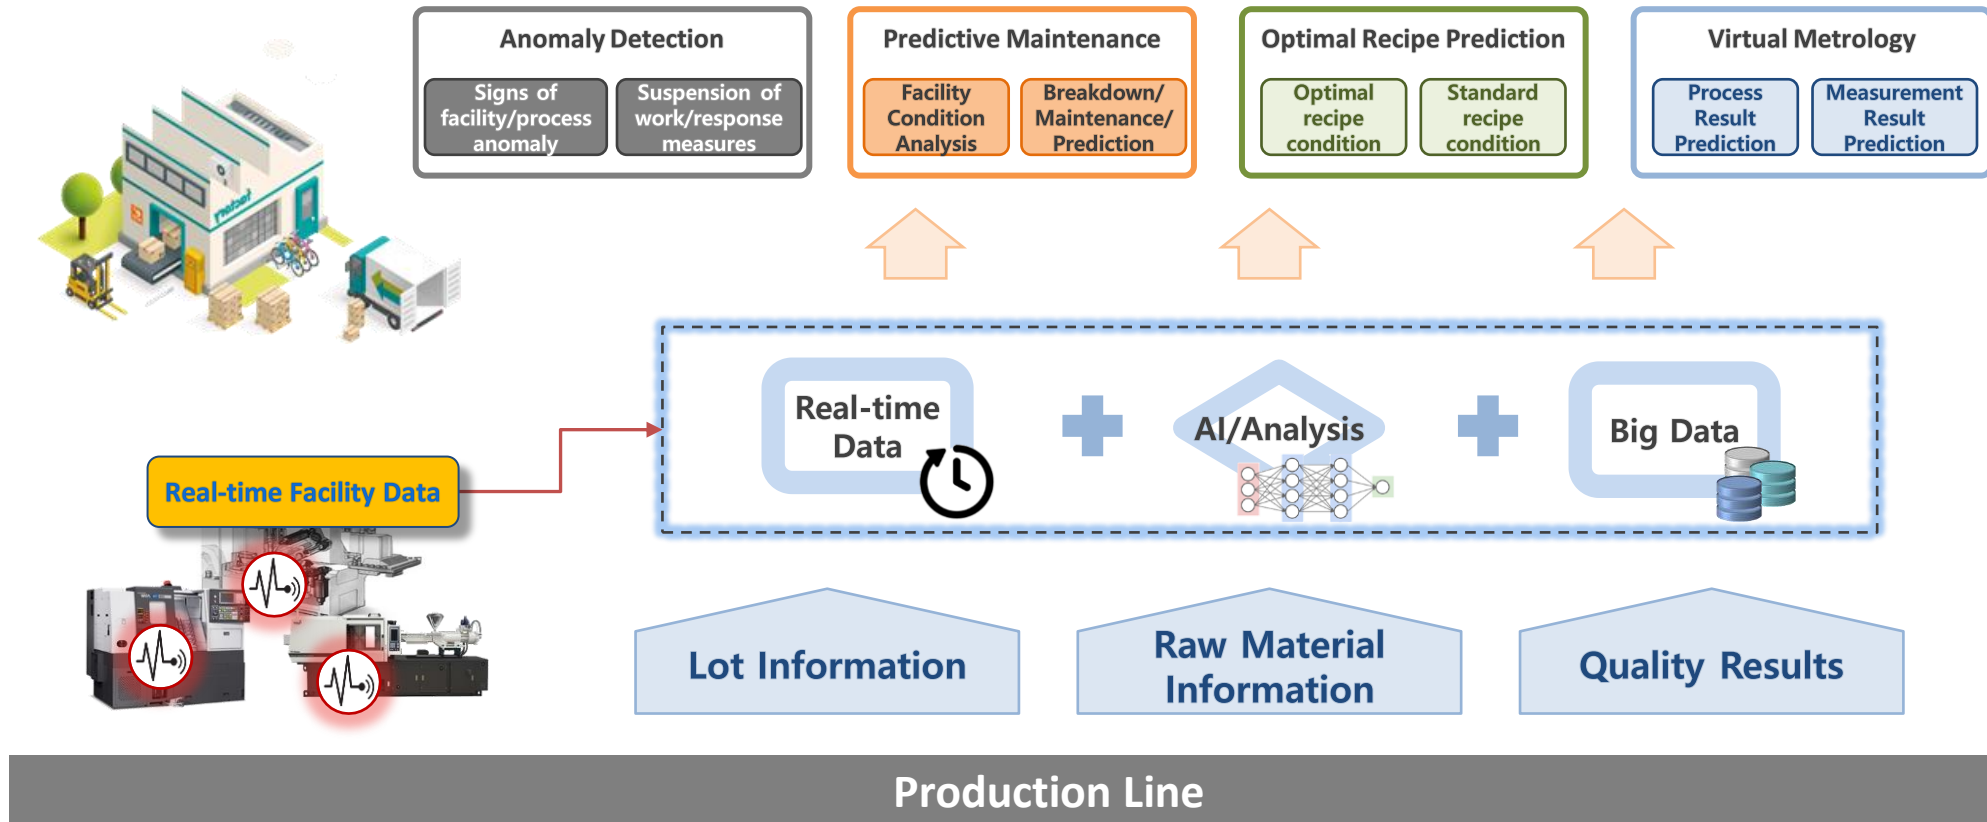 Anomaly Detection
Signs of
facility/process
anomaly
Suspension of
work/response
measures
Predictive Maintenance
Facility
Condition
Analysis
Breakdown/
Maintenance/
Prediction
Optimal Recipe Prediction
Optimal
recipe
condition
Standard
recipe
condition
Virtual Metrology
Process
Result
Prediction
Measurement
Result
Prediction
Real-time
Data
AI/Analysis
Big Data
Real-time Facility Data
Lot Information
Raw Material
Information
Quality Results
Production Line